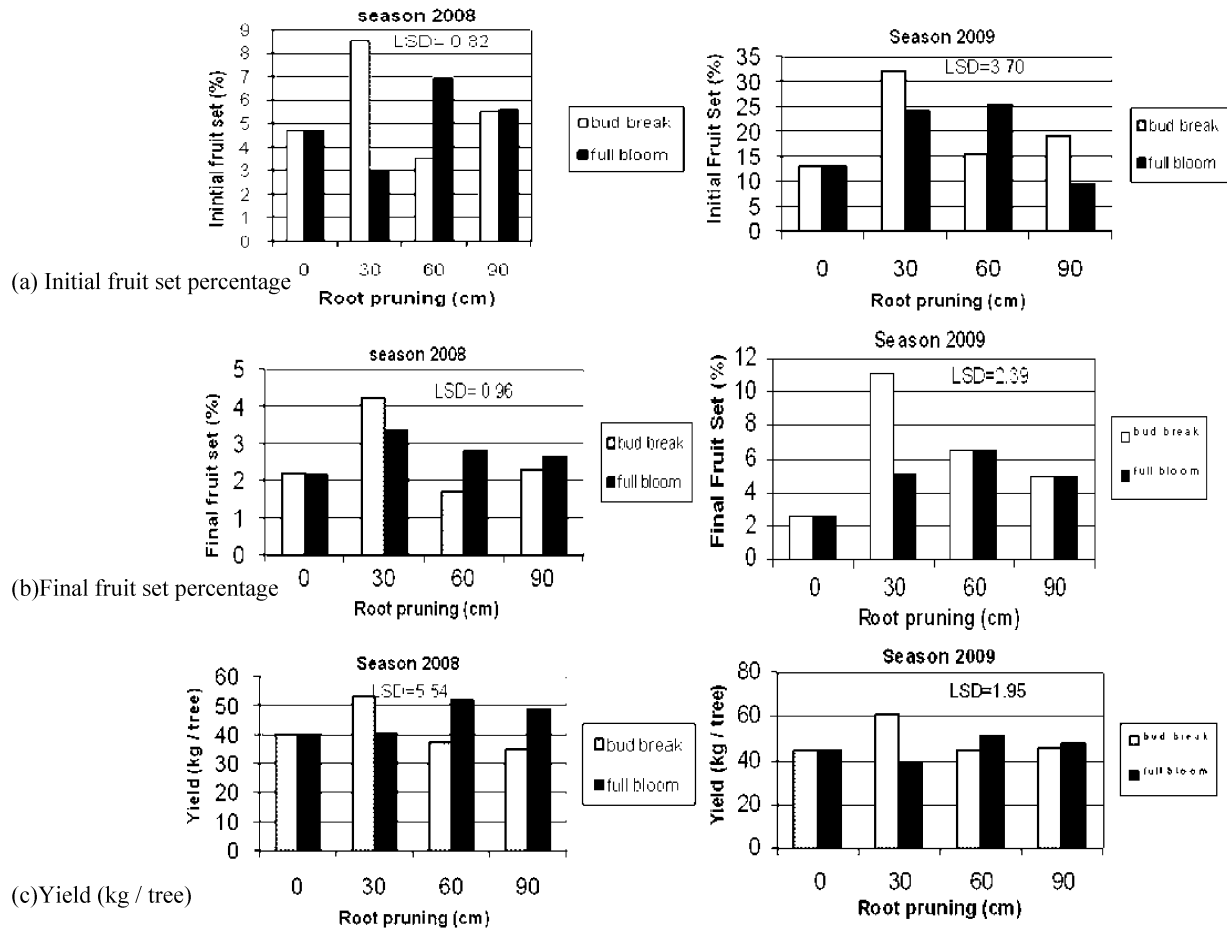 season 2008
LSD= 0.82
Inintial fruit set (%)
9
8
7
6
5
4
3
2
1
0
0 30 60 90
Root pruning (cm)
bud break
full bloom
Season 2009
LSD=3.70
Initial Fruit Set (%)
35
30
25
20
15
10
5
0
0 30 60 90
Root pruning (cm)
bud break
full bloom
(a) Initial fruit set percentage
season 2008
LSD= 0.96
Final fruit set (%)
5
4
3
2
1
0
0 30 60 90
Root pruning (cm)
bud break
full bloom
Season 2009
LSD=2.39
Final Fruit Set (%)
12
10
8
6
4
2
0
0 30 60 90
Root pruning (cm)
bud break
full bloom
(b)Final fruit set percentage
Season 2008
LSD=5.54
Yield (kg / tree)
60
50
40
30
20
10
0
0 30 60 90
Root pruning (cm)
bud break
full bloom
Season 2009
LSD=1.95
Yield (kg / tree)
80
60
40
20
0
0 30 60 90
Root pruning (cm)
bud break
full bloom
(c)Yield (kg / tree)